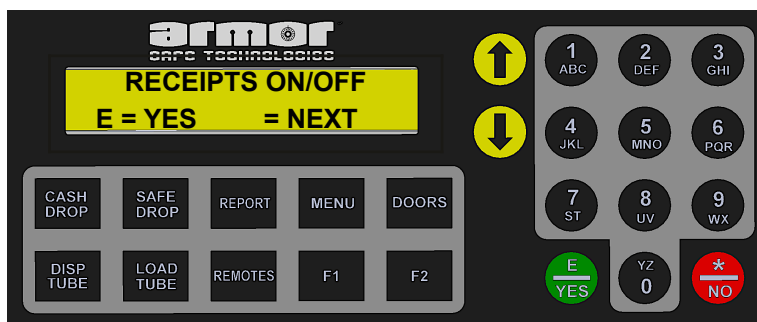 armor
SAFE TECHNOLOGIES
RECEIPTS ON/OFF
E = YES = NEXT
CASH DROP
SAFE DROP
REPORT
MENU
DOORS
DISP TUBE
LOAD TUBE
REMOTES
F1
F2
1
ABC
2
DEF
3
GHI
4
JKL
5
MNO
6
PQR
7
ST
8
UV
9
WX
E
YES
YZ
0
*
NO